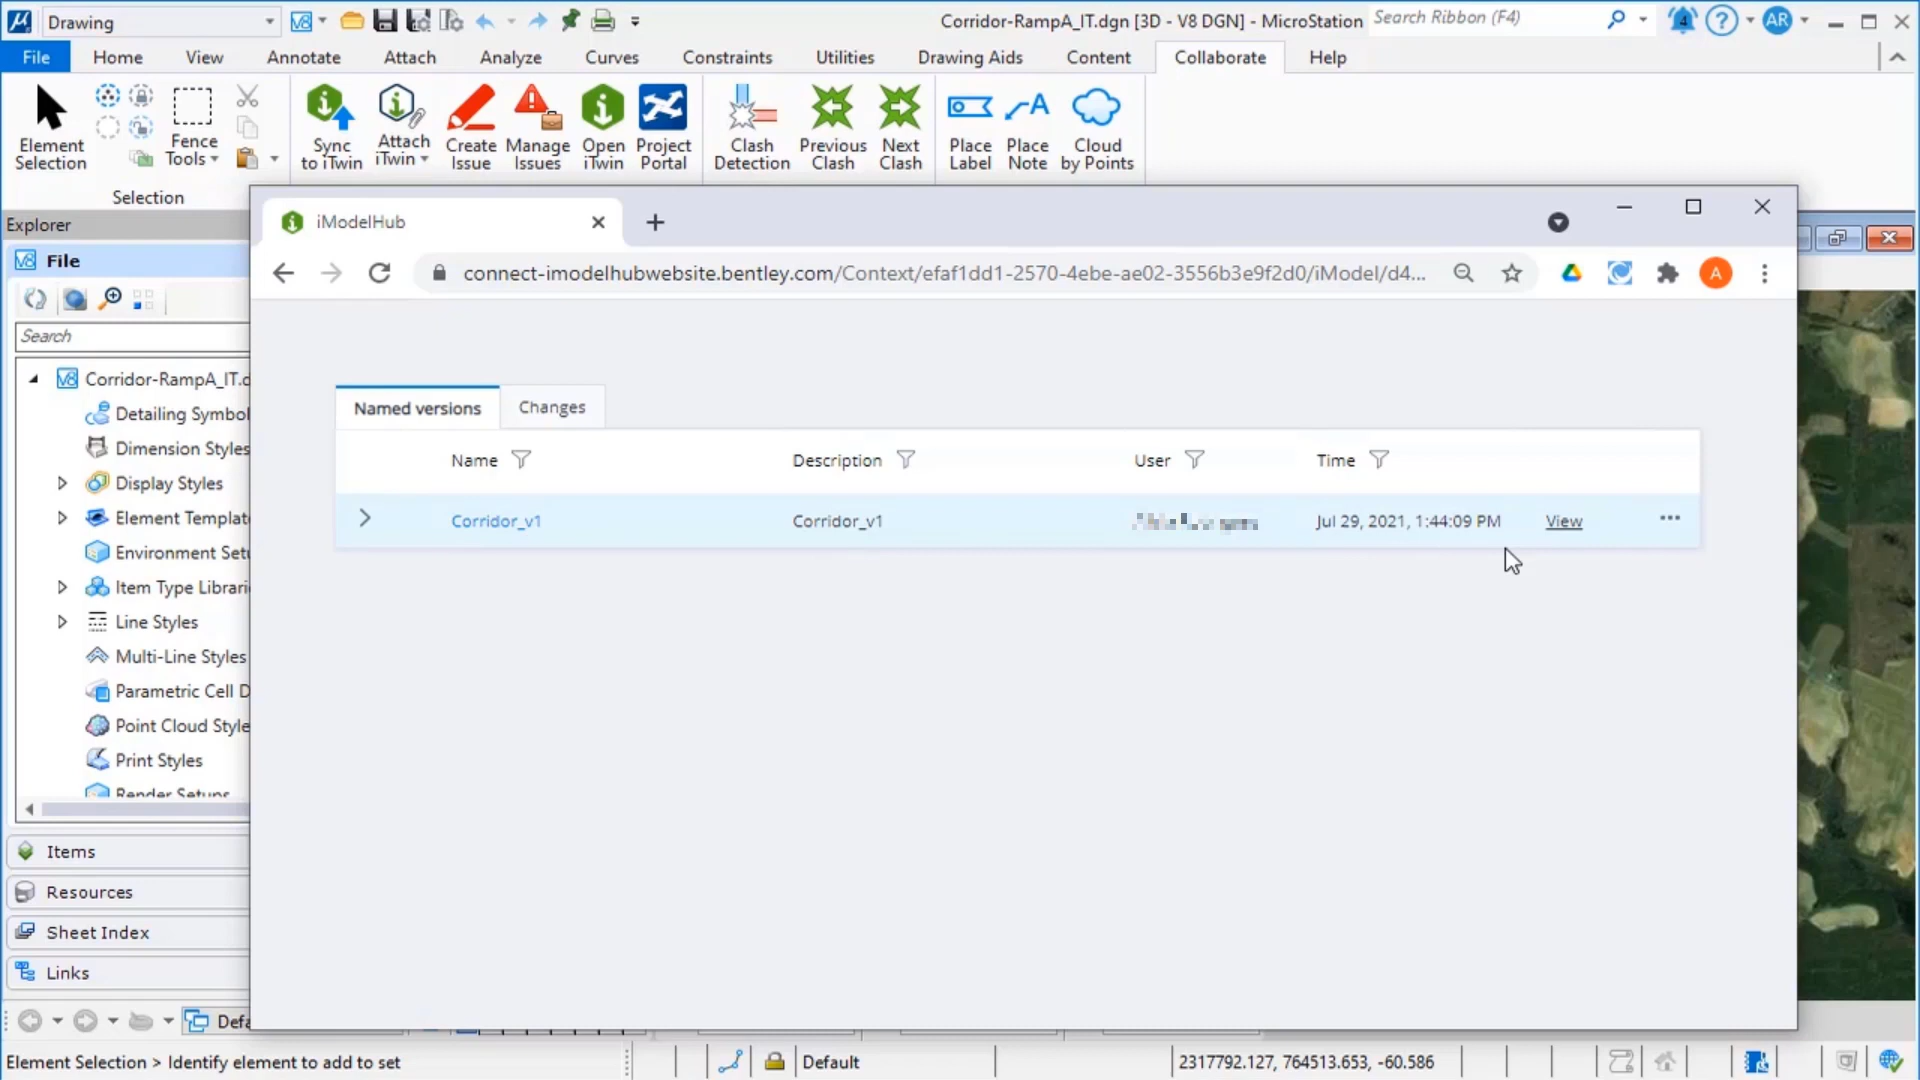 Drawing
Corridor-RampA_IT.dgn [3D - V8 DGN] - MicroStation
Search Ribbon (F4)
4
AR
File
Home
View
Annotate
Attach
Analyze
Curves
Constraints
Utilities
Drawing Aids
Content
Collaborate
Help
Element
Selection
Fence
Tools
Sync
to iTwin
Attach
iTwin
Create
Issue
Manage
Issues
Open
iTwin
Project
Portal
Clash
Detection
Previous
Clash
Next
Clash
Place
Label
Place
Note
Cloud
by Points
Selection
Explorer
File
Search
Corridor-RampA_IT.d
Detailing Symbol
Dimension Styles
Display Styles
Element Templat
Environment Setu
Item Type Librari
Line Styles
Multi-Line Styles
Parametric Cell D
Point Cloud Style
Print Styles
Render Setups
Items
Resources
Sheet Index
Links
iModelHub
connect-imodelhubwebsite.bentley.com/Context/efaf1dd1-2570-4ebe-ae02-3556b3e9f2d0/iModel/d4...
A
Named versions
Changes
Name
Description
User
Time
Corridor_v1
Corridor_v1
Jul 29, 2021, 1:44:09 PM
View
Defa
Element Selection > Identify element to add to set
Default
2317792.127, 764513.653, -60.586